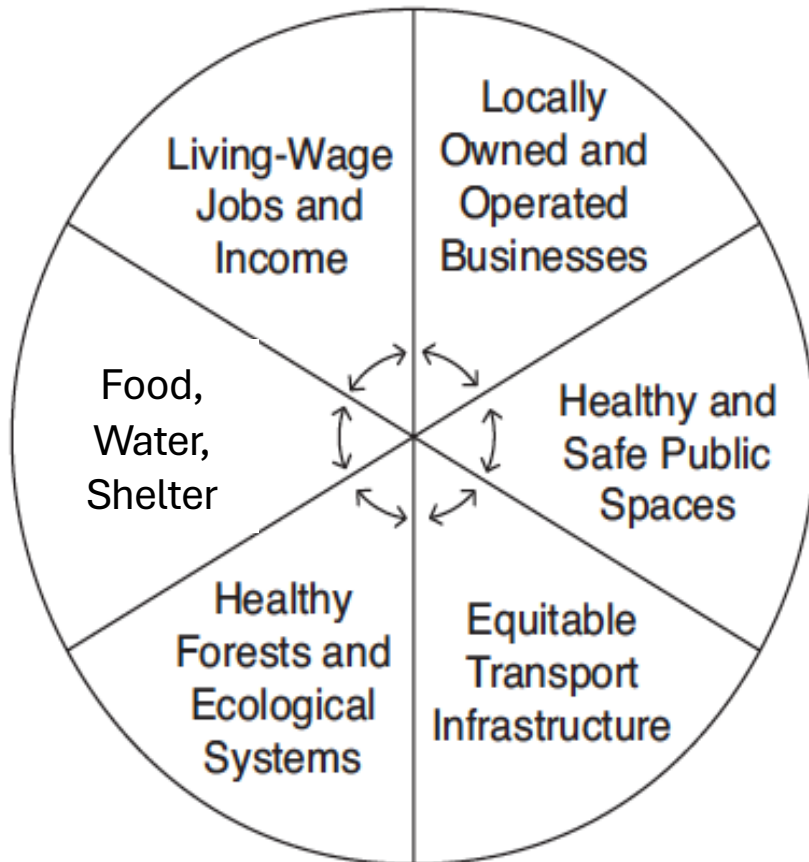 Living-Wage
Jobs and
Income
Locally
Owned and
Operated
Businesses
Healthy and
Safe Public
Spaces
Equitable
Transport
Infrastructure
Healthy
Forests and
Ecological
Systems
Food,
Water,
Shelter